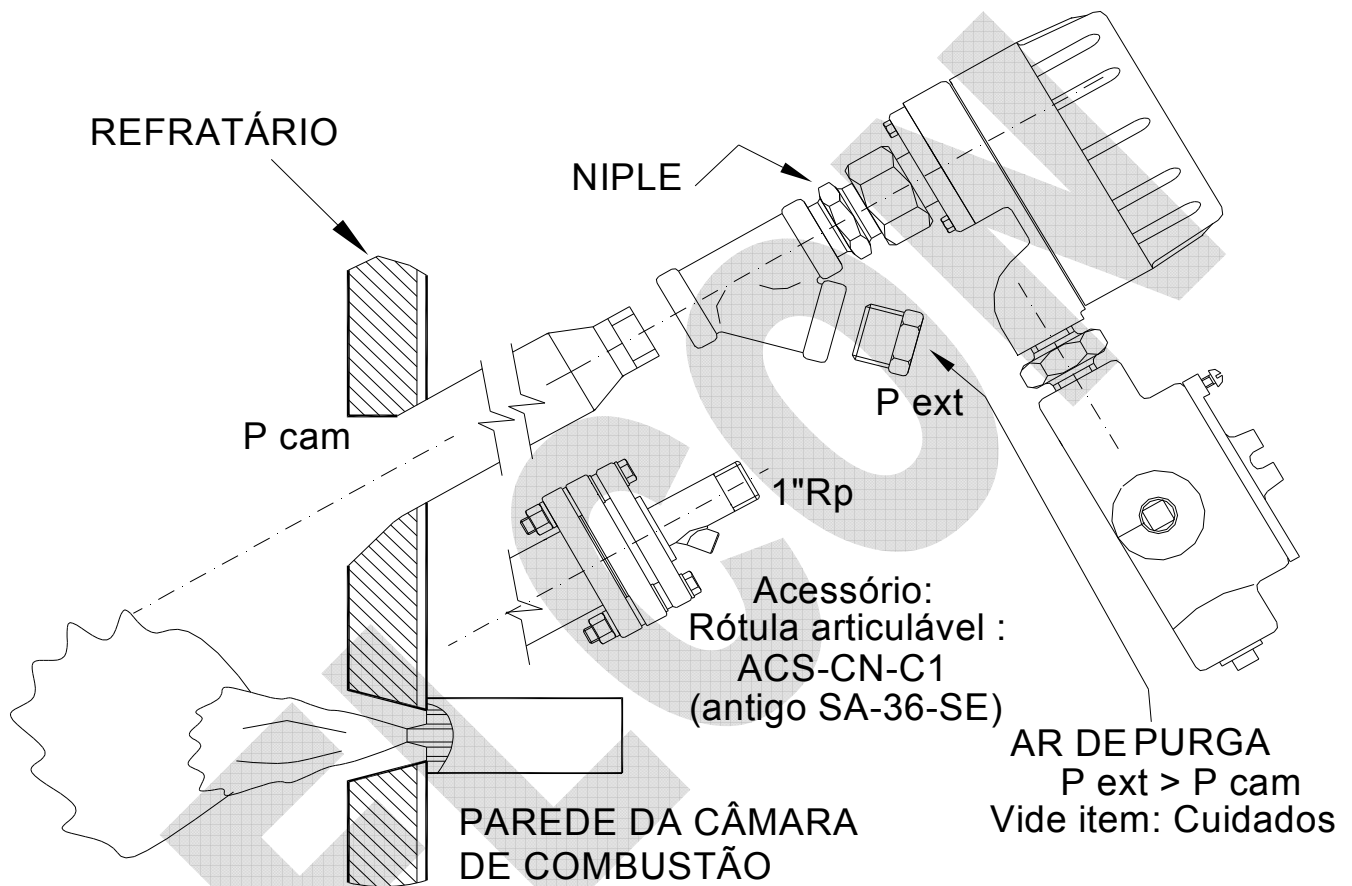 REFRATÁRIO
NIPLE
P cam
P ext
1"Rp
Acessório:
Rótula articulável :
ACS-CN-C1
(antigo SA-36-SE)
AR DE PURGA
P ext > P cam
Vide item: Cuidados
PAREDE DA CÂMARA
DE COMBUSTÃO
ELCON